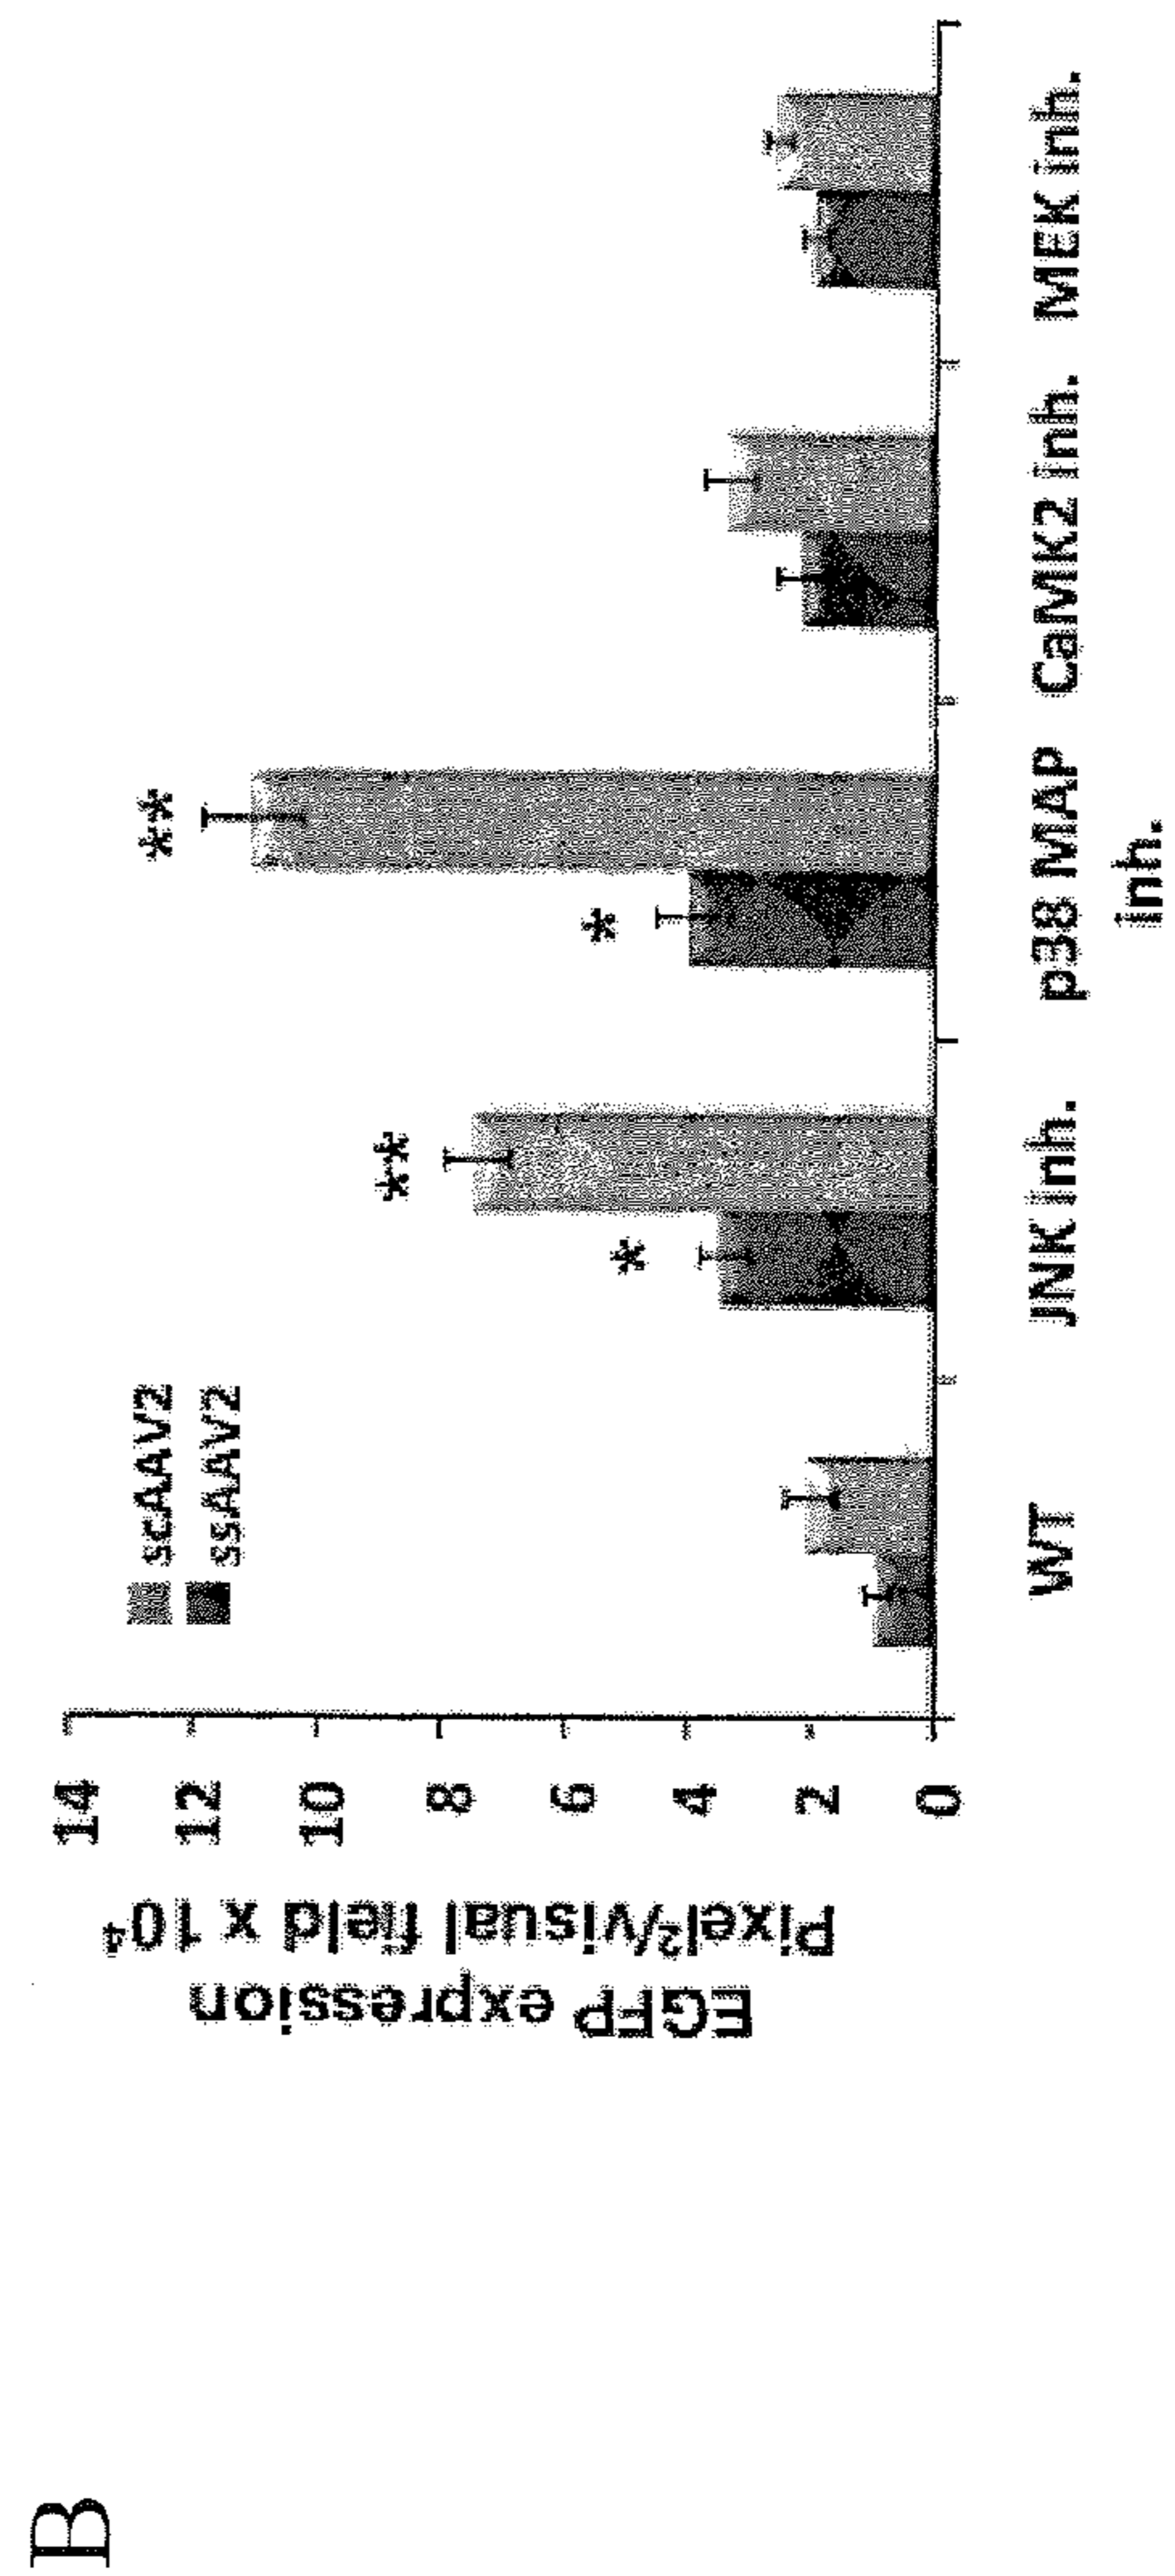 B
EGFP expression
Pixel²/visual field x 10⁴
14
12
10
8
6
4
2
0
scAAV2
ssAAV2
**
*
**
*
WT
JNK inh.
p38 MAP
inh.
CaMK2 inh.
MEK inh.